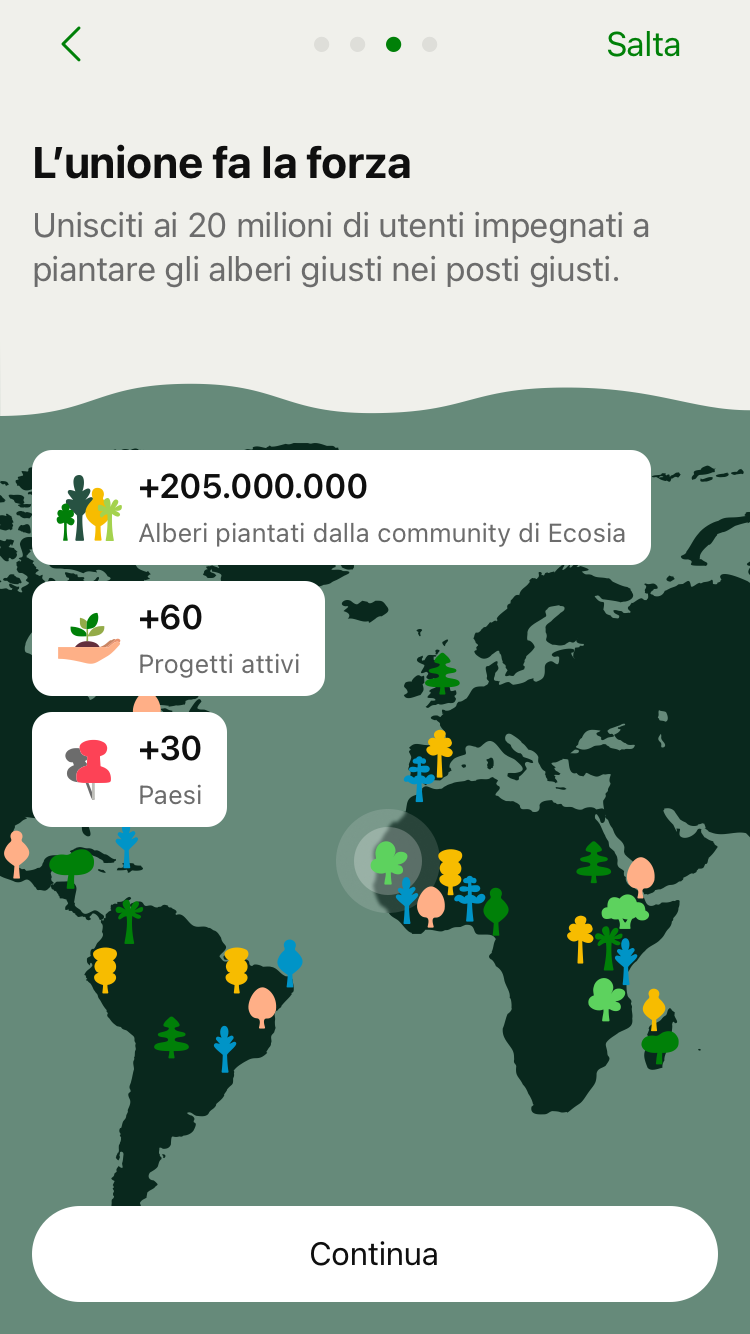 Salta
L’unione fa la forza
Unisciti ai 20 milioni di utenti impegnati a
piantare gli alberi giusti nei posti giusti.
+205.000.000
Alberi piantati dalla community di Ecosia
+60
Progetti attivi
+30
Paesi
Continua